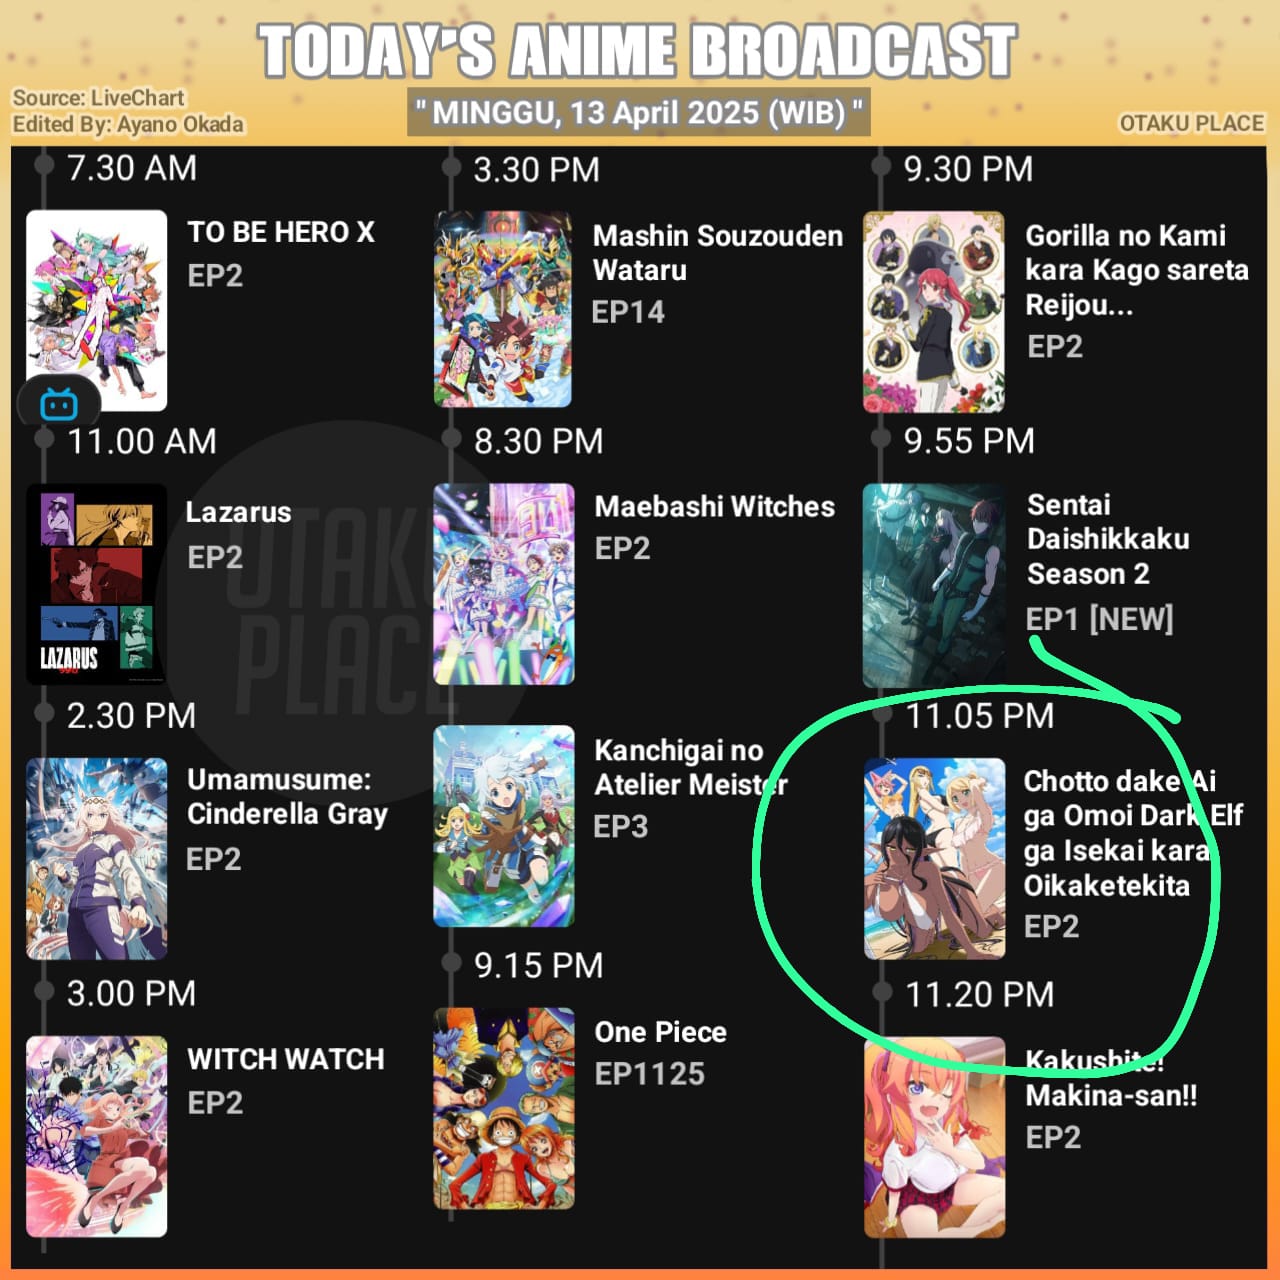 TODAY'S ANIME BROADCAST
Source: LiveChart
Edited By: Ayano Okada
"MINGGU, 13 April 2025 (WIB)"
OTAKU PLACE
7.30 AM
TO BE HERO X
EP2
11.00 AM
Lazarus
EP2
LAZARUS
2.30 PM
Umamusume:
Cinderella Gray
EP2
3.00 PM
WITCH WATCH
EP2
3.30 PM
Mashin Souzouden
Wataru
EP14
8.30 PM
Maebashi Witches
EP2
Kanchigai no
Atelier Meister
EP3
9.15 PM
One Piece
EP1125
9.30 PM
Gorilla no Kami
kara Kago sareta
Reijou...
EP2
9.55 PM
Sentai
Daishikkaku
Season 2
EP1 [NEW]
11.05 PM
Chotto dake Ai
ga Omoi Dark Elf
ga Isekai kara
Oikaketekita
EP2
11.20 PM
Kakushite!
Makina-san!!
EP2
OTAKU
PLACE